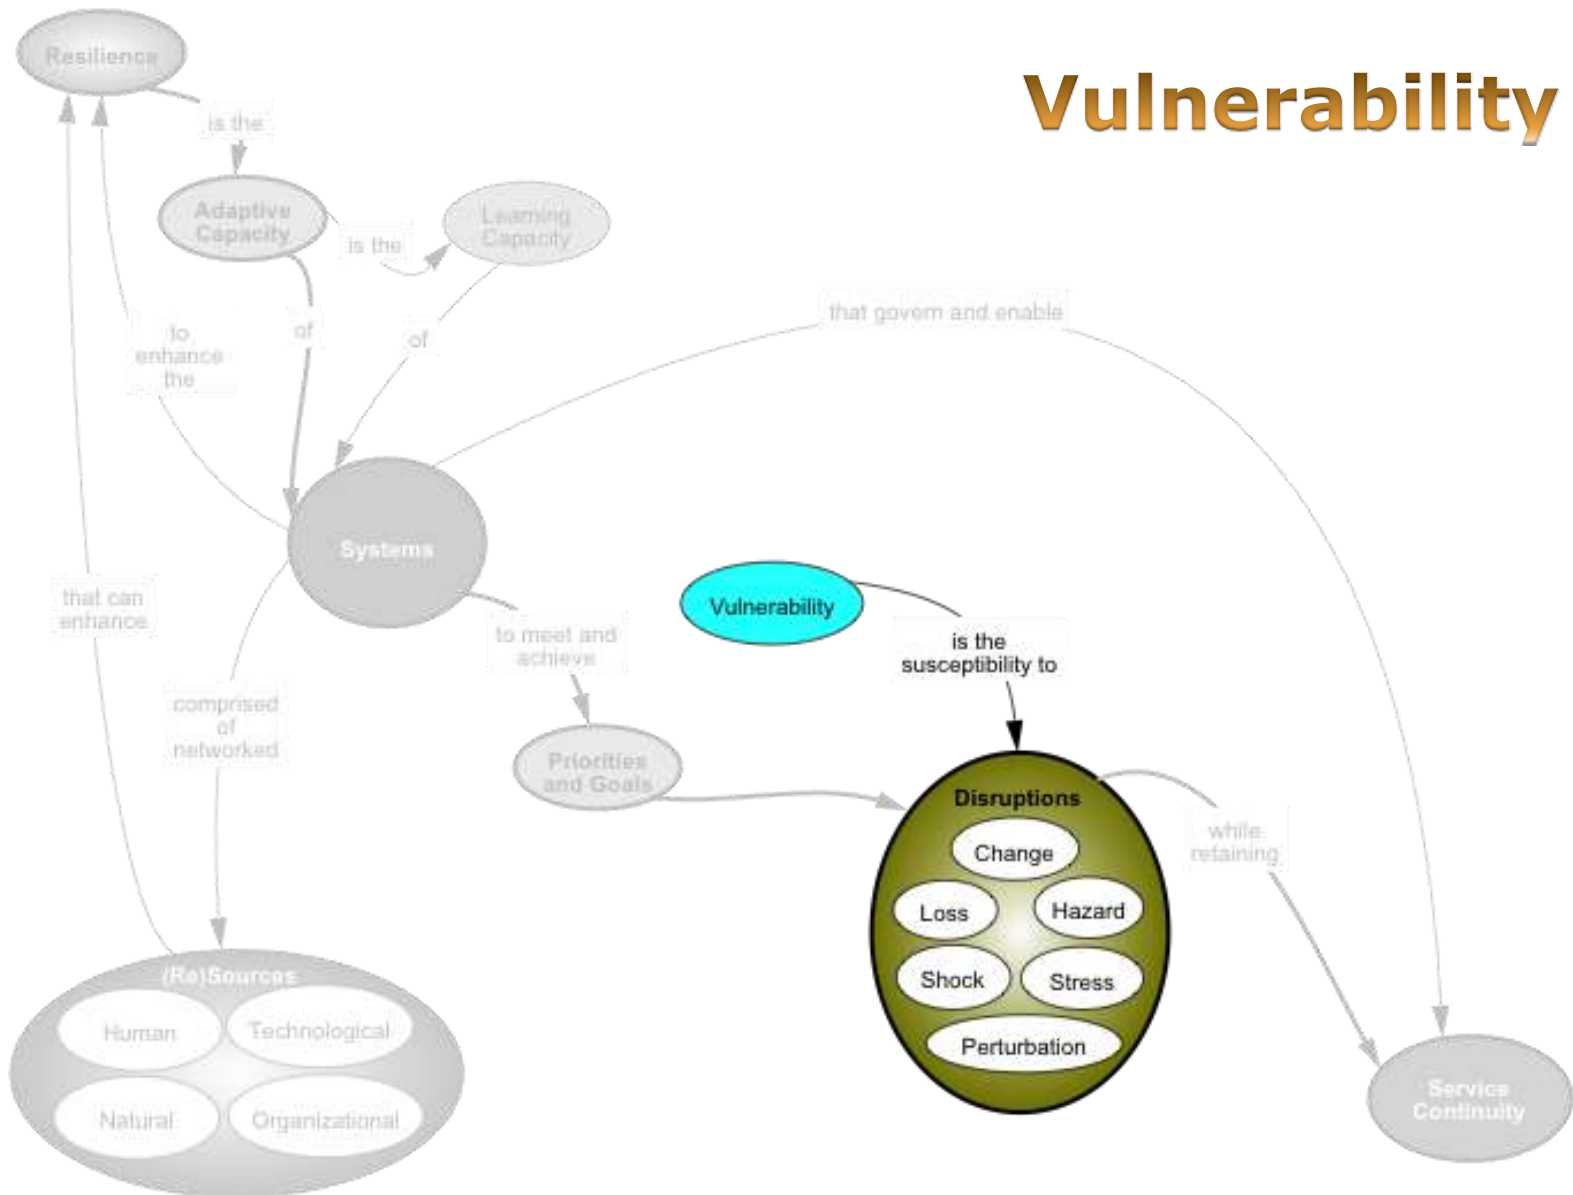 Vulnerability
Resilience
is the
Adaptive
Capacity
is the
Learning
Capacity
to
enhance
the
of
of
that govern and enable
Systems
that can
enhance
to meet and
achieve
Vulnerability
is the
susceptibility to
comprised
of
networked
Priorities
and Goals
Disruptions
Change
Loss
Hazard
Shock
Stress
Perturbation
while
retaining
(Re)Sources
Human
Technological
Natural
Organizational
Service
Continuity